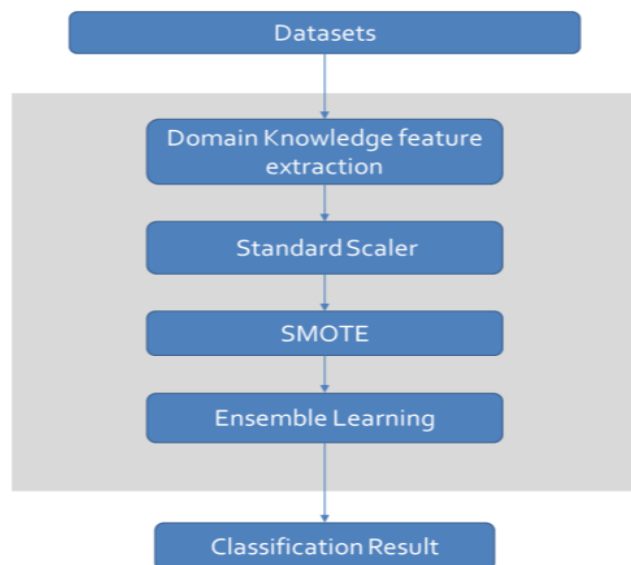 Datasets
Domain Knowledge feature
extraction
Standard Scaler
SMOTE
Ensemble Learning
Classification Result